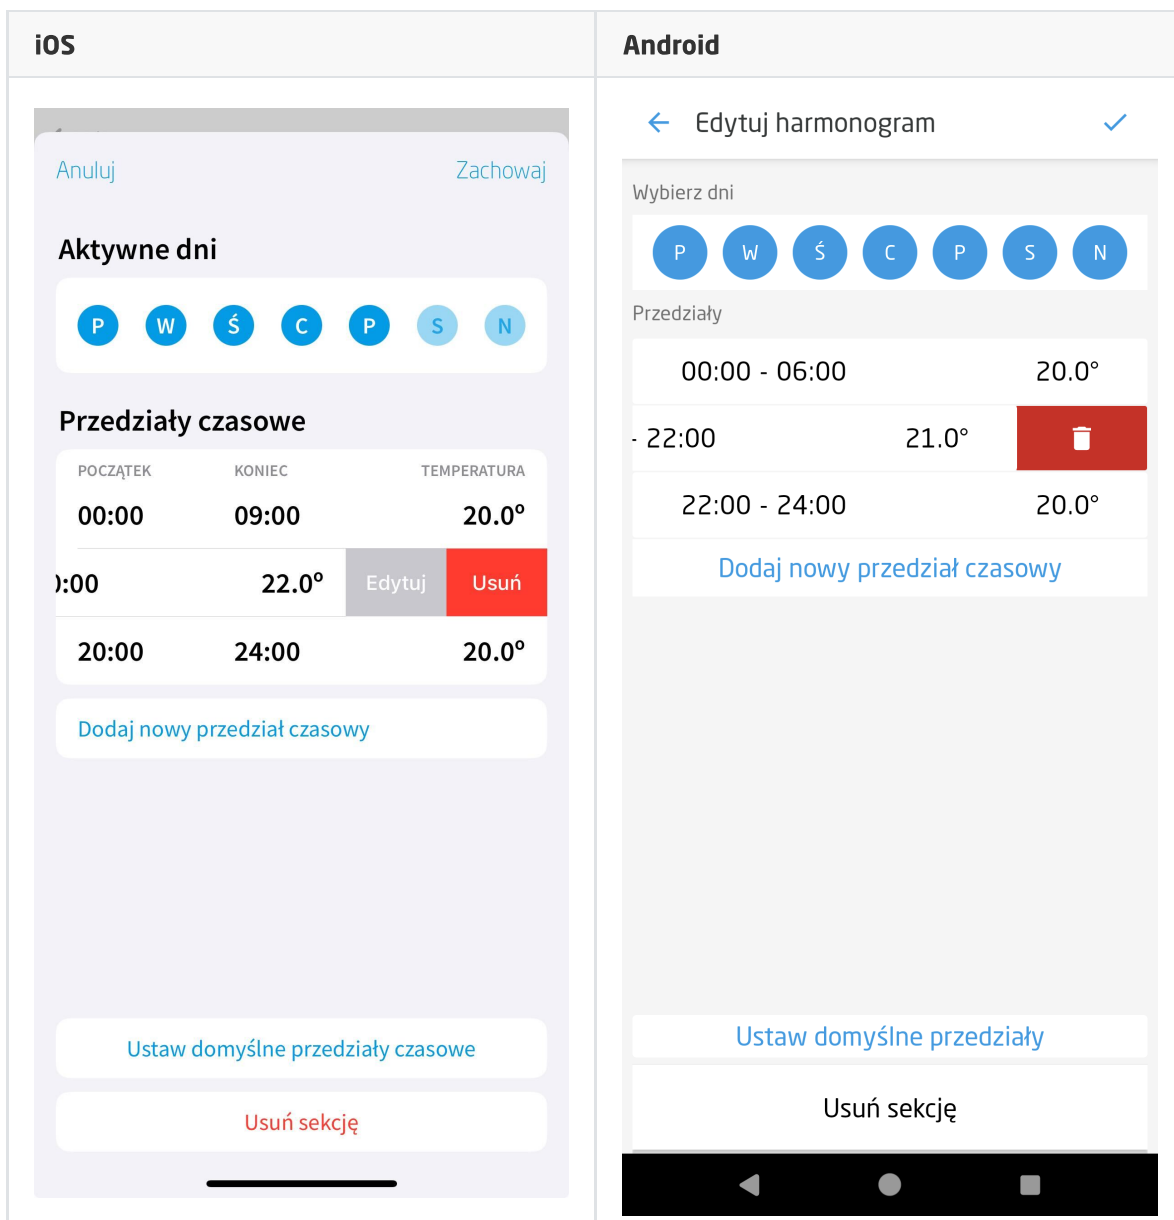 iOS
Android
Anuluj
Zachowaj
Aktywne dni
P W Ś C P S N
Przedziały czasowe
POCZĄTEK KONIEC TEMPERATURA
00:00 09:00 20.0°
:00 22.0° Edytuj Usuń
20:00 24:00 20.0°
Dodaj nowy przedział czasowy
Ustaw domyślne przedziały czasowe
Usuń sekcję
Edytuj harmonogram
Wybierz dni
P W Ś C P S N
Przedziały
00:00 - 06:00 20.0°
- 22:00 21.0°
22:00 - 24:00 20.0°
Dodaj nowy przedział czasowy
Ustaw domyślne przedziały
Usuń sekcję